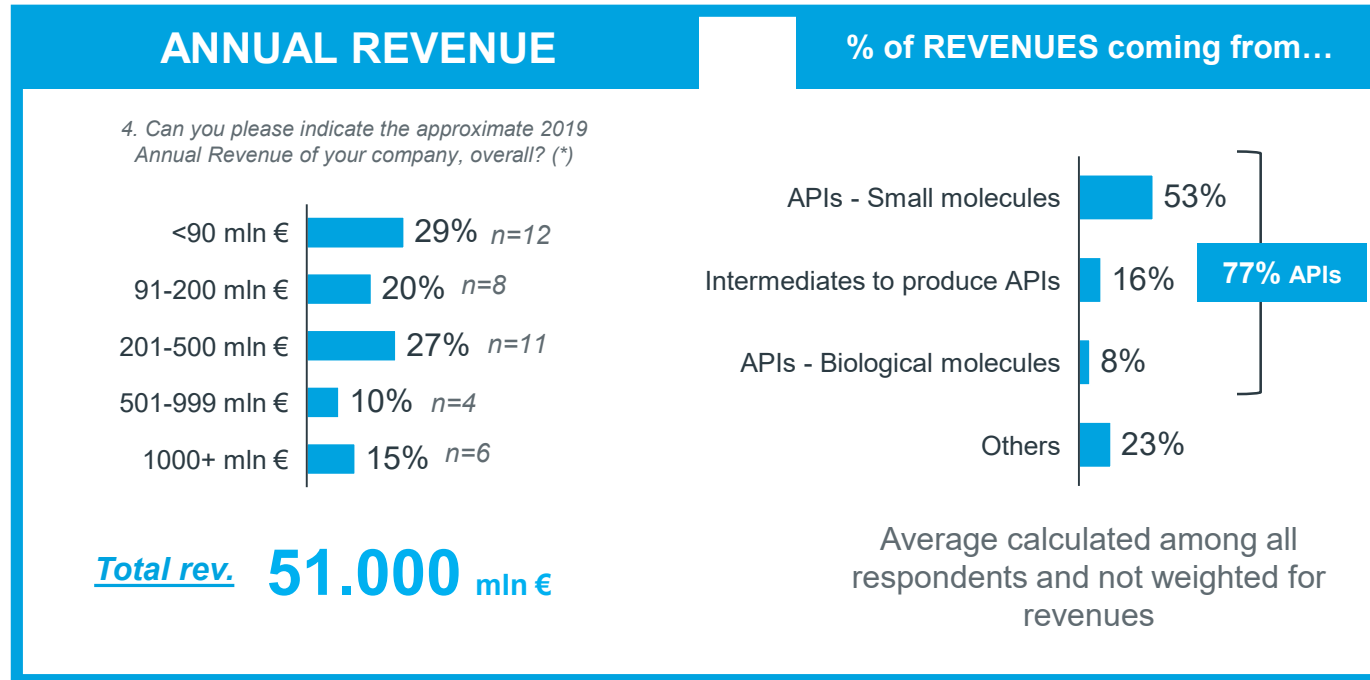 ANNUAL REVENUE
4. Can you please indicate the approximate 2019
Annual Revenue of your company, overall? (*)
<90 mln € 29% n=12
91-200 mln € 20% n=8
201-500 mln € 27% n=11
501-999 mln € 10% n=4
1000+ mln € 15% n=6
Total rev. 51.000 mln €
% of REVENUES coming from…
APIs - Small molecules 53%
Intermediates to produce APIs 16%
APIs - Biological molecules 8%
Others 23%
77% APIs
Average calculated among all
respondents and not weighted for
revenues